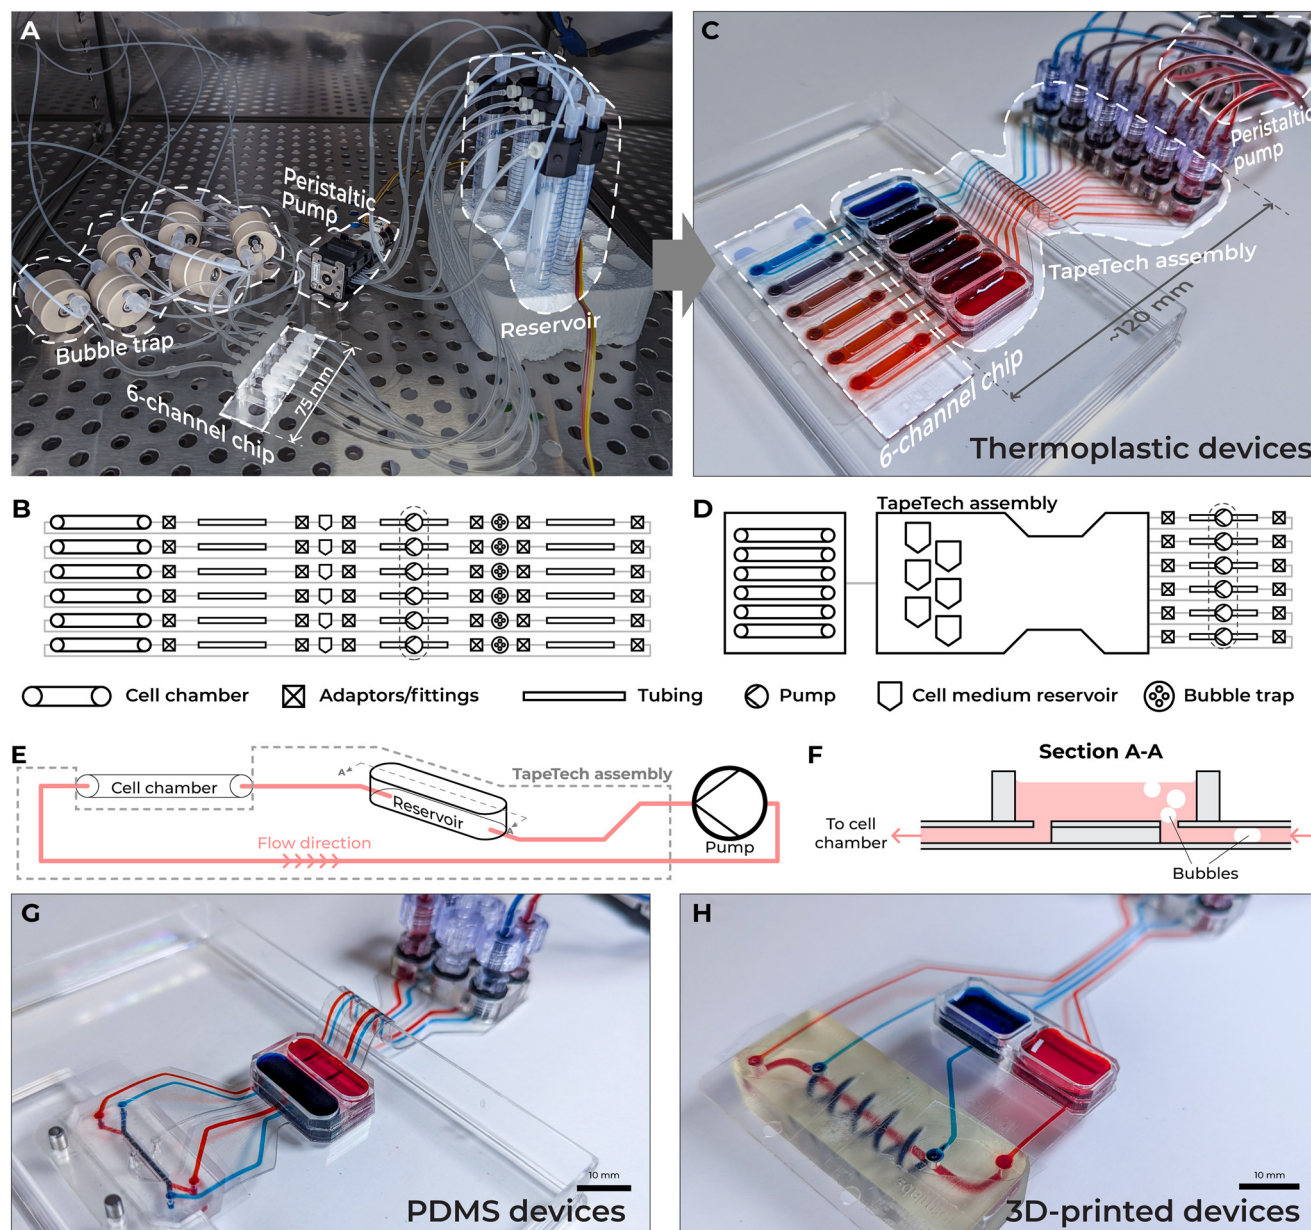 A
Peristaltic
Pump
Bubble trap
Reservoir
6-channel chip
75 mm
C
Peristaltic
pump
TapeTech assembly
~120 mm
6-channel chip
Thermoplastic devices
B
D
TapeTech assembly
Cell chamber
Adaptors/fittings
Tubing
Pump
Cell medium reservoir
Bubble trap
E
Cell chamber
A
Reservoir
A
TapeTech assembly
Flow direction
Pump
F
Section A-A
To cell
chamber
Bubbles
G
10 mm
PDMS devices
H
10 mm
3D-printed devices